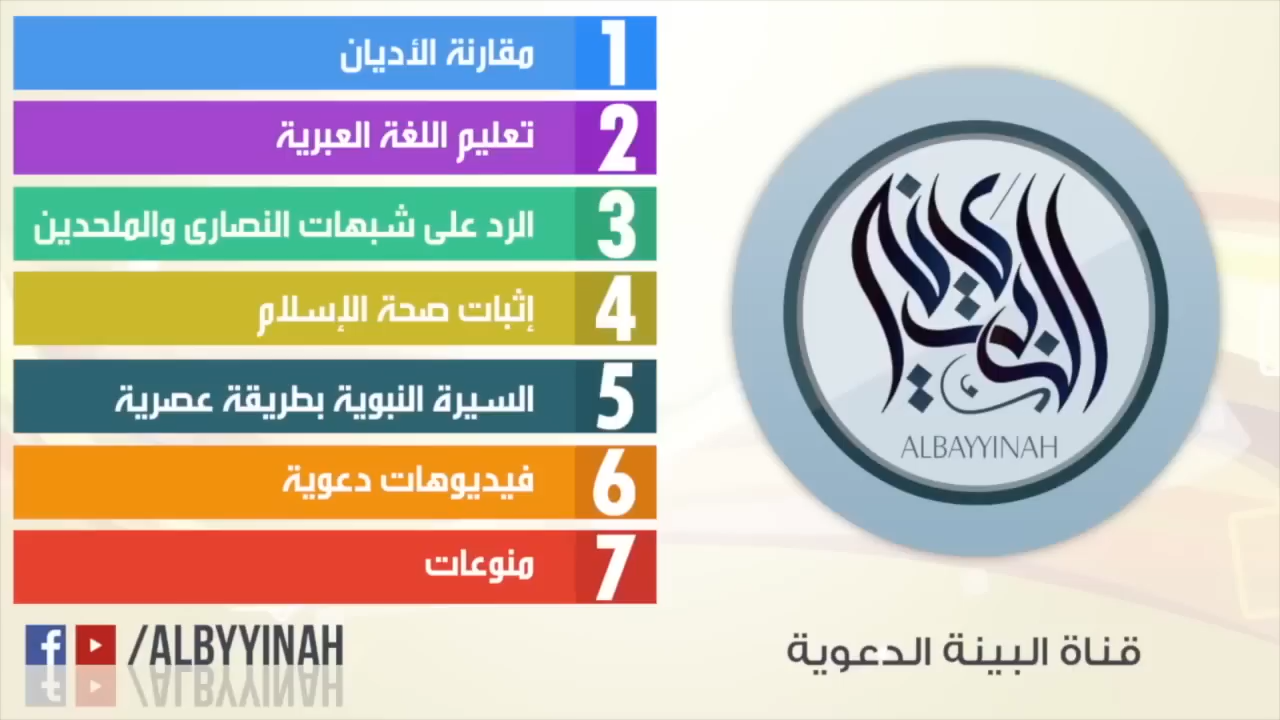 1 مقارنة الأديان
2 تعليم اللغة العبرية
3 الرد على شبهات النصارى والملحدين
4 إثبات صحة الإسلام
5 السيرة النبوية بطريقة عصرية
6 فيديوهات دعوية
7 منوعات
/ALBYYINAH
البينة
ALBAYYINAH
قناة البينة الدعوية